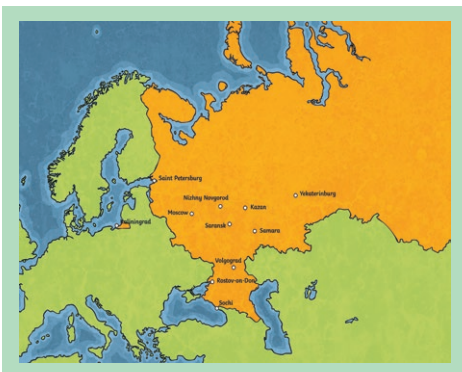 Saint Petersburg
Yekaterinburg
Nizhny Novgorod
Kazan
Moscow
Kaliningrad
Saransk
Samara
Volgograd
Rostov-on-Don
Sochi